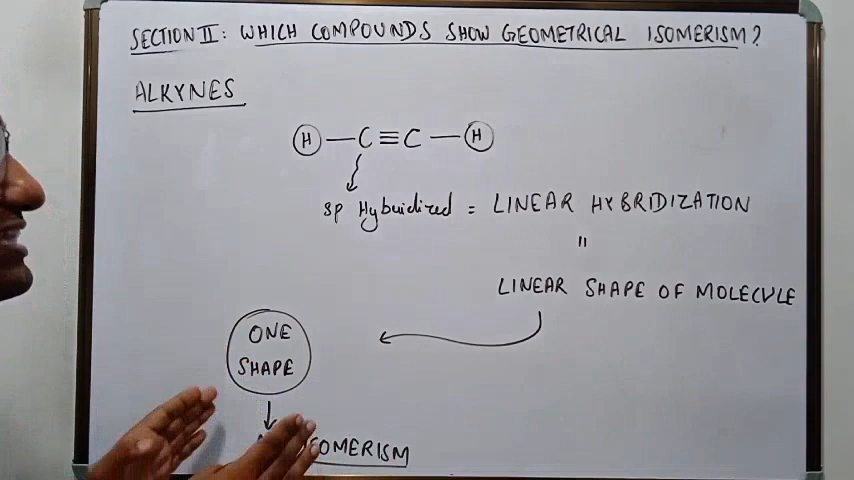 SECTION II: WHICH COMPOUNDS SHOW GEOMETRICAL ISOMERISM?
ALKYNES
H — C ≡ C — H
sp Hybridized = LINEAR HYBRIDIZATION
"
LINEAR SHAPE OF MOLECULE
ONE
SHAPE